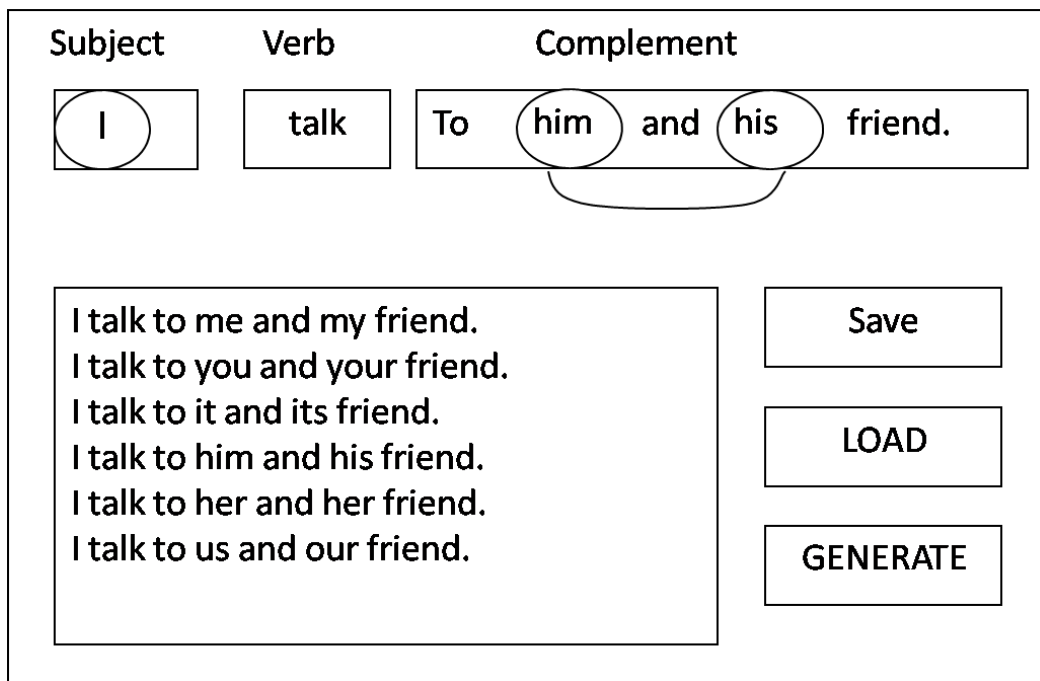 Subject Verb Complement
I talk To him and his friend.
I talk to me and my friend.
I talk to you and your friend.
I talk to it and its friend.
I talk to him and his friend.
I talk to her and her friend.
I talk to us and our friend.
Save
LOAD
GENERATE